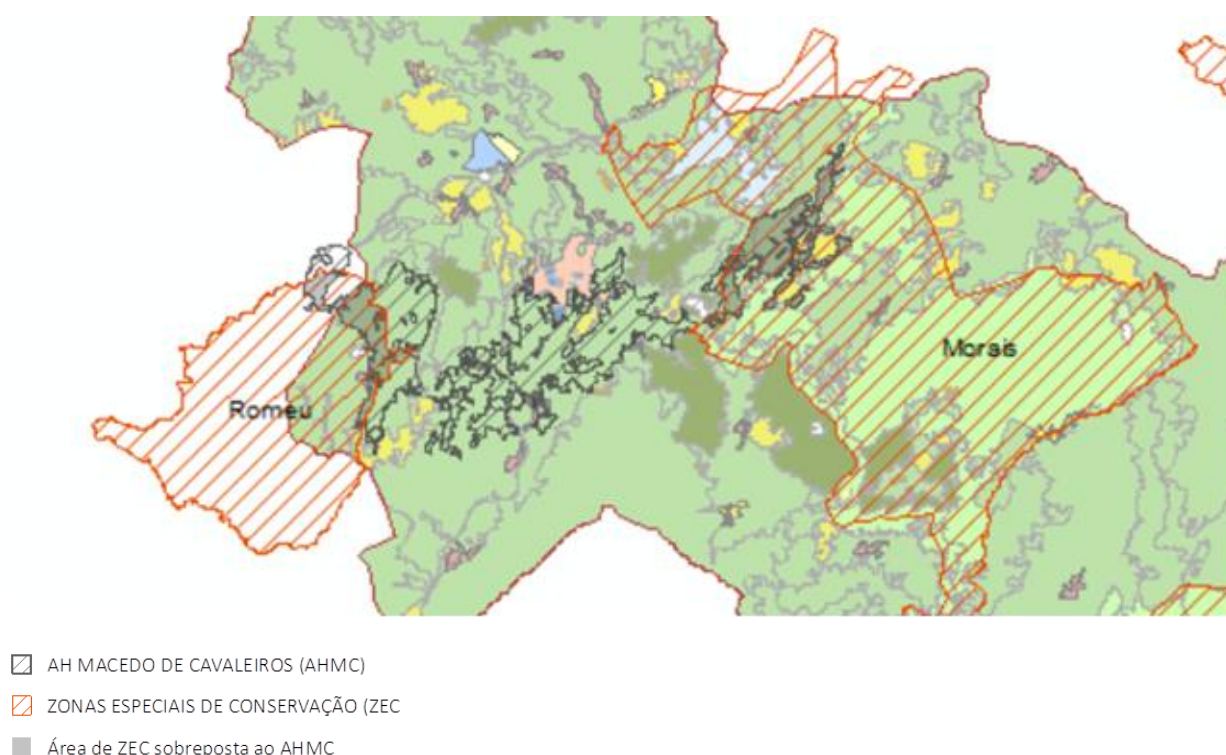 Morais
Romeu
AH MACEDO DE CAVALEIROS (AHMC)
ZONAS ESPECIAIS DE CONSERVAÇÃO (ZEC
Área de ZEC sobreposta ao AHMC